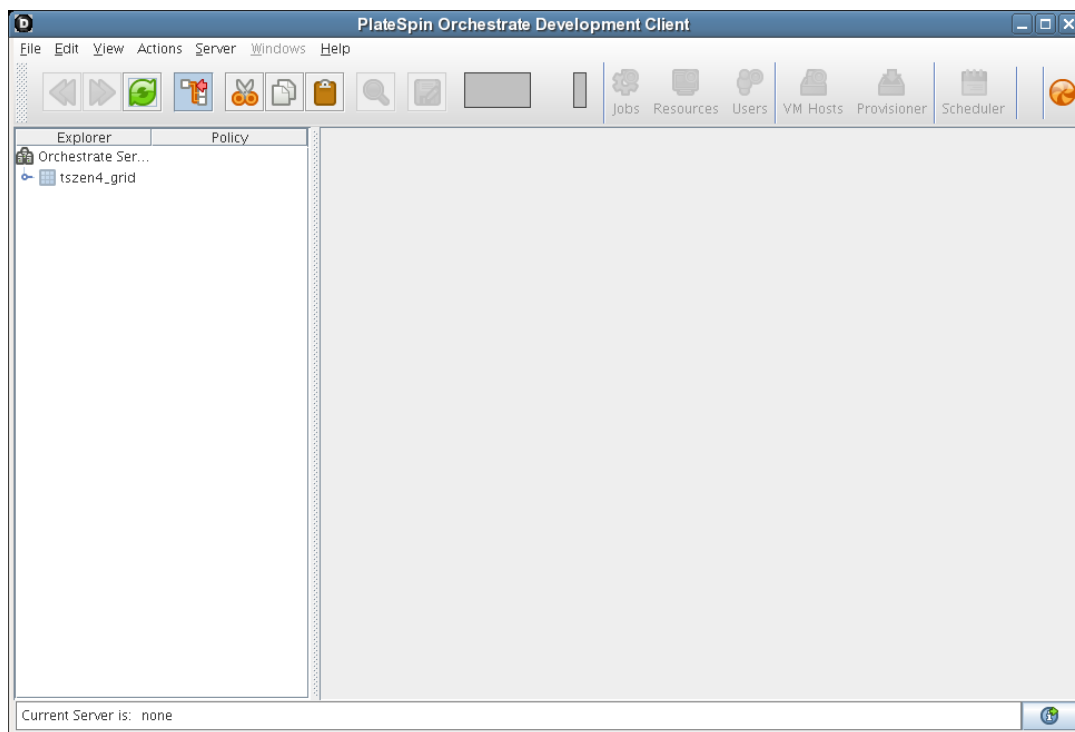 PlateSpin Orchestrate Development Client
File Edit View Actions Server Windows Help
Jobs Resources Users VM Hosts Provisioner Scheduler
Explorer Policy
Orchestrate Ser...
tszen4_grid
Current Server is: none